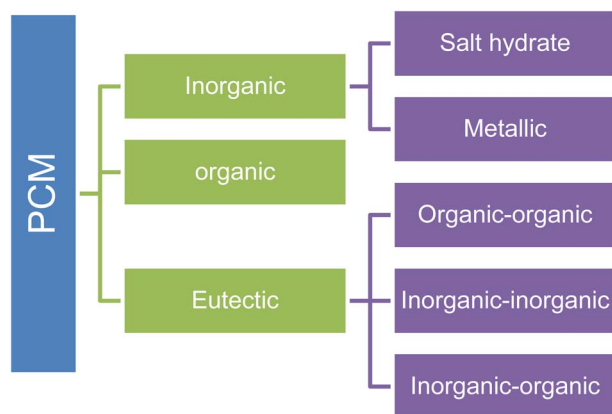 PCM
Inorganic
Salt hydrate
Metallic
organic
Eutectic
Organic-organic
Inorganic-inorganic
Inorganic-organic